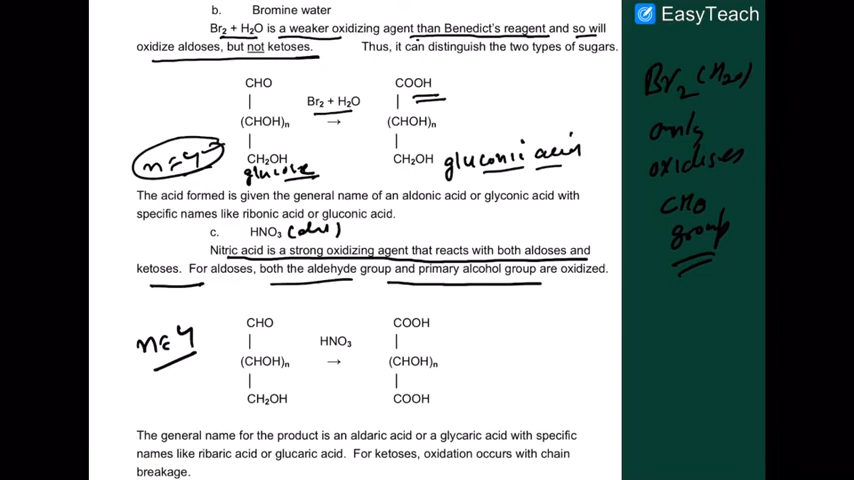 b. Bromine water
Br₂ + H₂O is a weaker oxidizing agent than Benedict's reagent and so will
oxidize aldoses, but not ketoses. Thus, it can distinguish the two types of sugars.
CHO COOH
| Br₂ + H₂O |
(CHOH)n → (CHOH)n
| |
n=4 CH₂OH CH₂OH
glucose gluconic acid
The acid formed is given the general name of an aldonic acid or glyconic acid with
specific names like ribonic acid or gluconic acid.
c. HNO₃ (dil)
Nitric acid is a strong oxidizing agent that reacts with both aldoses and
ketoses. For aldoses, both the aldehyde group and primary alcohol group are oxidized.
n=4 CHO COOH
| HNO₃ |
(CHOH)n → (CHOH)n
| |
CH₂OH COOH
The general name for the product is an aldaric acid or a glycaric acid with specific
names like ribaric acid or glucaric acid. For ketoses, oxidation occurs with chain
breakage.
EasyTeach
Br₂ (H₂O)
only
oxidises
CHO
group